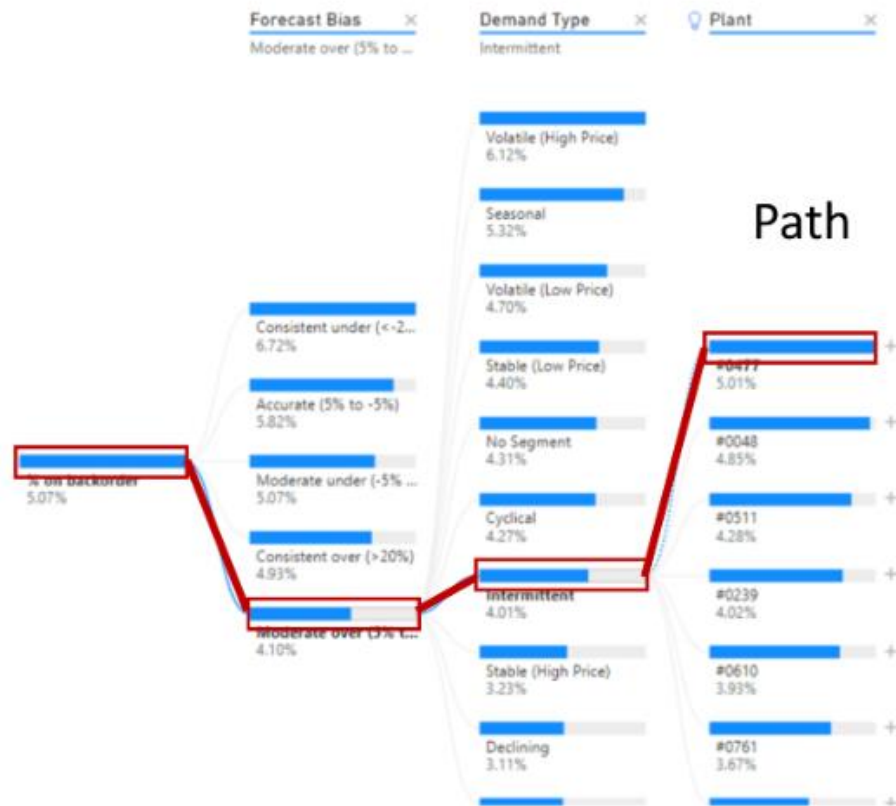 Forecast Bias
Moderate over (5% to ...
Demand Type
Intermittent
Plant
Path
% on backorder
5.07%
Consistent under (<-2...
6.72%
Accurate (5% to -5%)
5.82%
Moderate under (-5% ...
5.07%
Consistent over (>20%)
4.93%
Moderate over (5% t...
4.10%
Volatile (High Price)
6.12%
Seasonal
5.32%
Volatile (Low Price)
4.70%
Stable (Low Price)
4.40%
No Segment
4.31%
Cyclical
4.27%
Intermittent
4.01%
Stable (High Price)
3.23%
Declining
3.11%
#0477
5.01%
#0048
4.85%
#0511
4.28%
#0239
4.02%
#0610
3.93%
#0761
3.67%